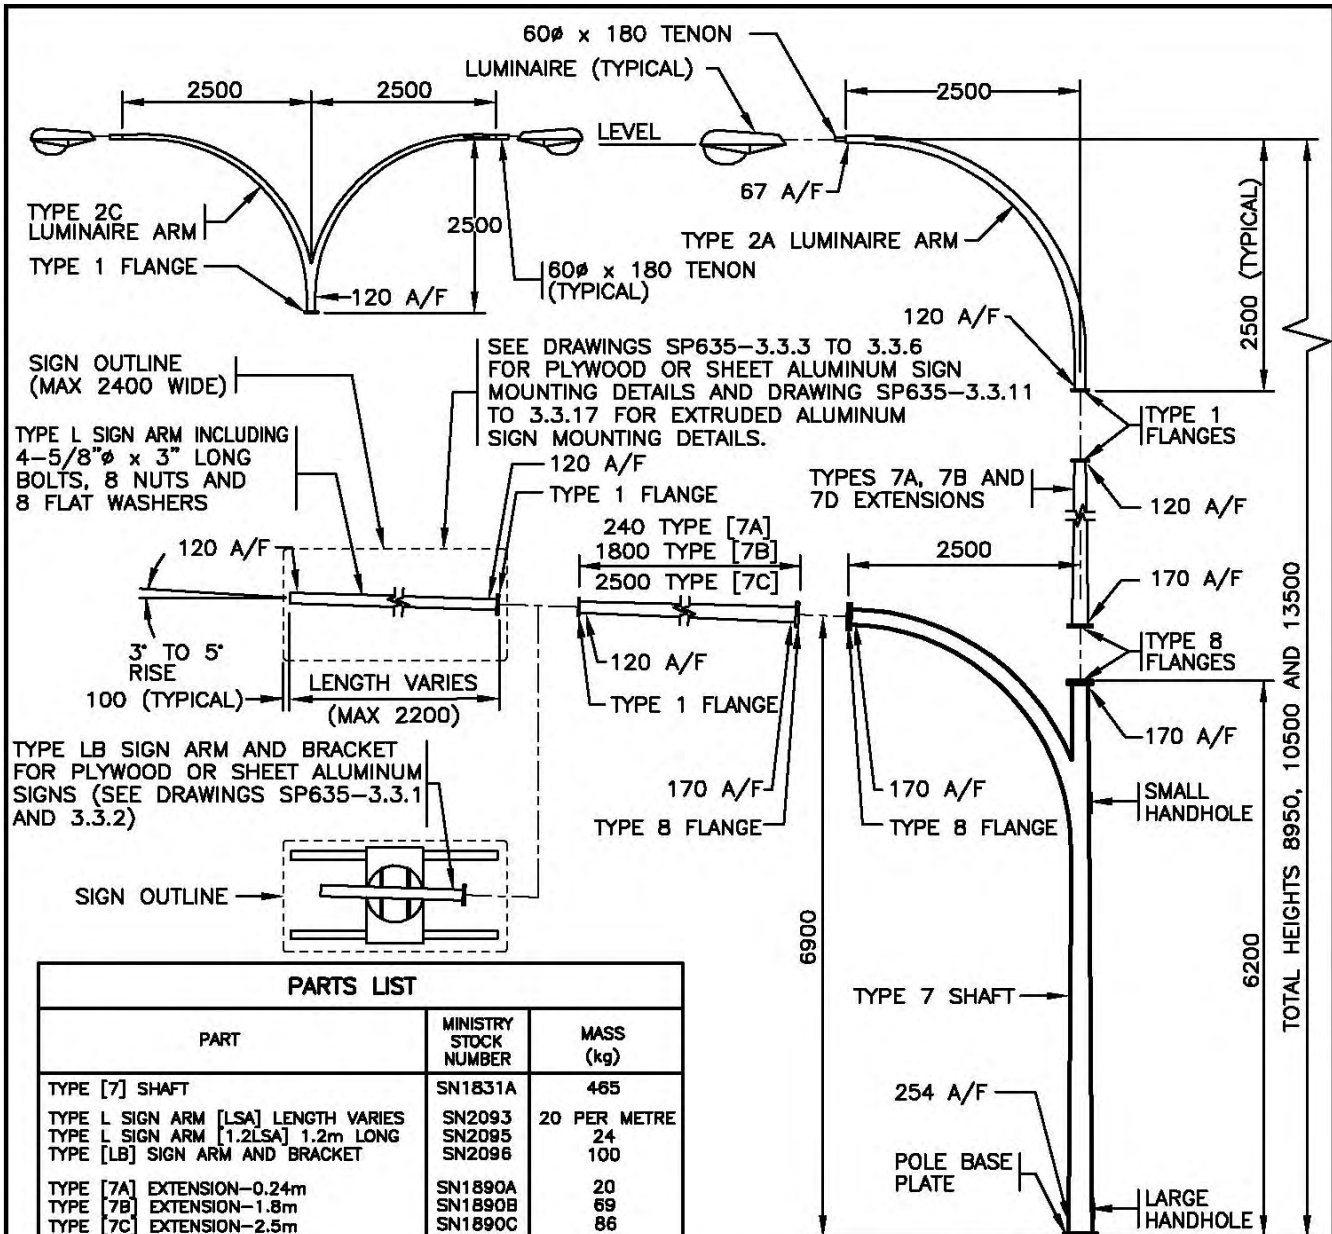 60ø x 180 TENON
LUMINAIRE (TYPICAL)
2500
2500
2500
LEVEL
67 A/F
TYPE 2C
LUMINAIRE ARM
2500
TYPE 2A LUMINAIRE ARM
2500 (TYPICAL)
TYPE 1 FLANGE
120 A/F
60ø x 180 TENON
(TYPICAL)
120 A/F
SIGN OUTLINE
(MAX 2400 WIDE)
SEE DRAWINGS SP635-3.3.3 TO 3.3.6
FOR PLYWOOD OR SHEET ALUMINUM SIGN
MOUNTING DETAILS AND DRAWING SP635-3.3.11
TO 3.3.17 FOR EXTRUDED ALUMINUM
SIGN MOUNTING DETAILS.
TYPE 1
FLANGES
TYPE L SIGN ARM INCLUDING
4-5/8"ø x 3" LONG
BOLTS, 8 NUTS AND
8 FLAT WASHERS
120 A/F
TYPE 1 FLANGE
TYPES 7A, 7B AND
7D EXTENSIONS
120 A/F
240 TYPE [7A]
1800 TYPE [7B]
2500 TYPE [7C]
120 A/F
2500
170 A/F
3° TO 5°
RISE
120 A/F
TYPE 8
FLANGES
100 (TYPICAL)
LENGTH VARIES
(MAX 2200)
TYPE 1 FLANGE
170 A/F
TYPE LB SIGN ARM AND BRACKET
FOR PLYWOOD OR SHEET ALUMINUM
SIGNS (SEE DRAWINGS SP635-3.3.1
AND 3.3.2)
170 A/F
TYPE 8 FLANGE
170 A/F
TYPE 8 FLANGE
SMALL
HANDHOLE
TOTAL HEIGHTS 8950, 10500 AND 13500
SIGN OUTLINE
6900
6200
TYPE 7 SHAFT
254 A/F
POLE BASE
PLATE
LARGE
HANDHOLE
PARTS LIST
PART MINISTRY STOCK NUMBER MASS (kg)
TYPE [7] SHAFT SN1831A 465
TYPE L SIGN ARM [LSA] LENGTH VARIES SN2093 20 PER METRE
TYPE L SIGN ARM [1.2LSA] 1.2m LONG SN2095 24
TYPE [LB] SIGN ARM AND BRACKET SN2096 100
TYPE [7A] EXTENSION-0.24m SN1890A 20
TYPE [7B] EXTENSION-1.8m SN1890B 69
TYPE [7C] EXTENSION-2.5m SN1890C 86